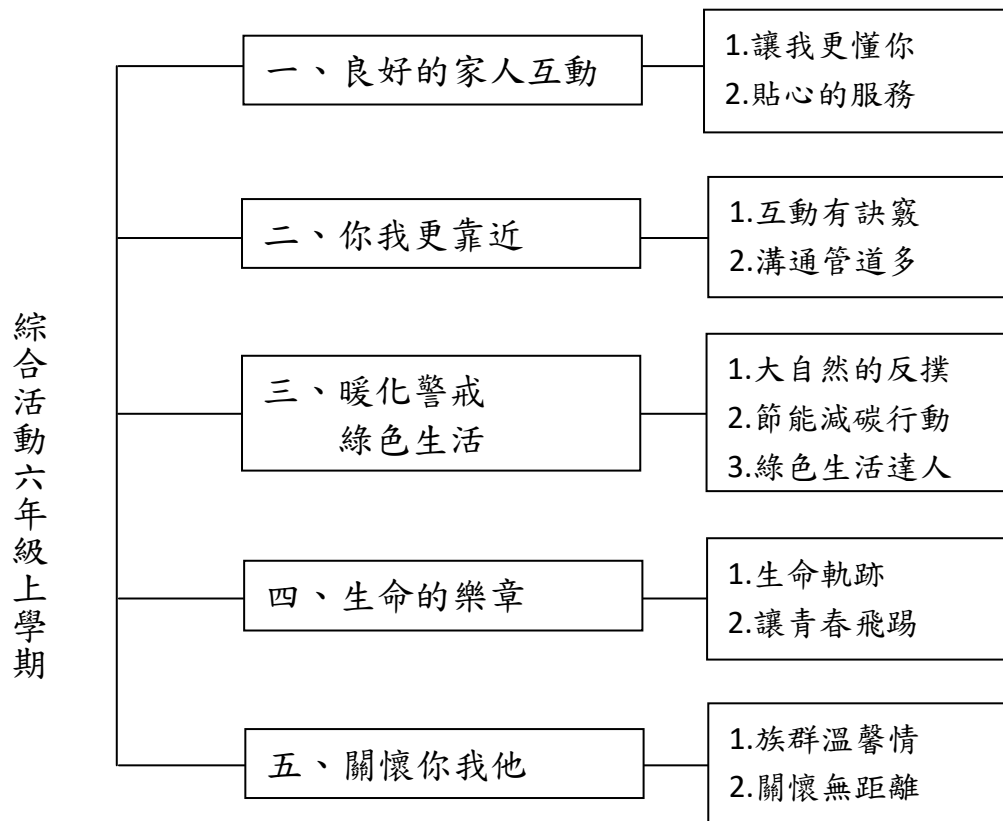 綜合活動六年級上學期
一、良好的家人互動
1.讓我更懂你
2.貼心的服務
二、你我更靠近
1.互動有訣竅
2.溝通管道多
三、暖化警戒
綠色生活
1.大自然的反撲
2.節能減碳行動
3.綠色生活達人
四、生命的樂章
1.生命軌跡
2.讓青春飛踢
五、關懷你我他
1.族群溫馨情
2.關懷無距離